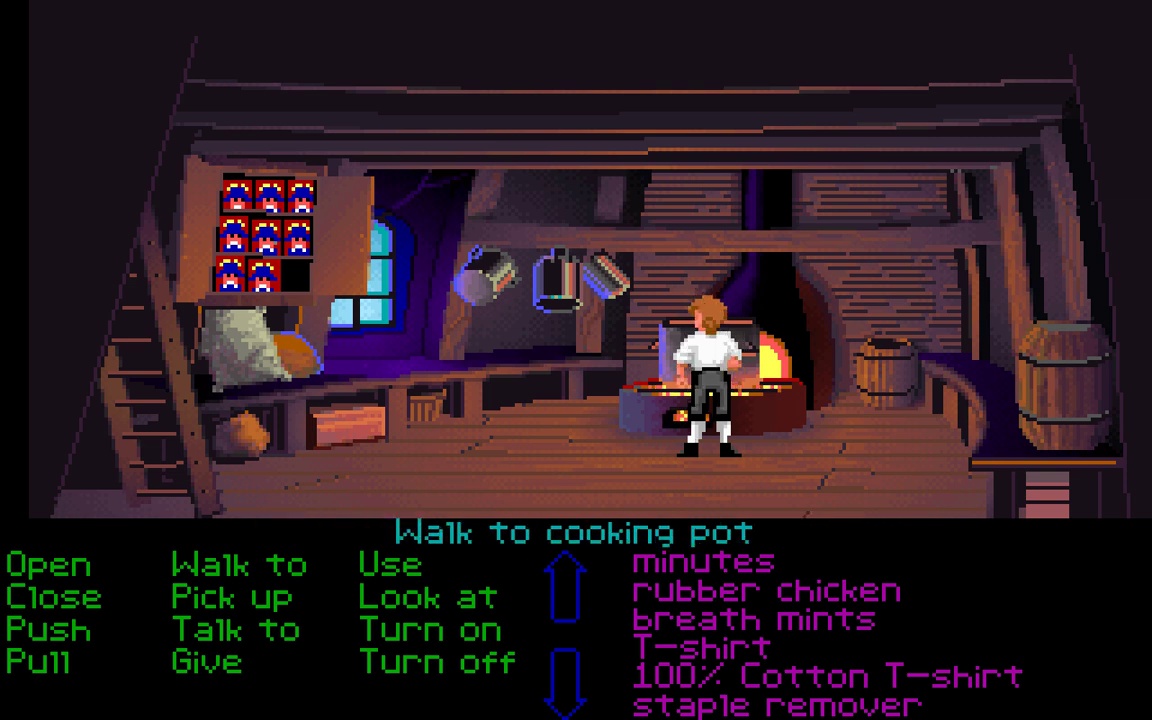 Walk to cooking pot
Open Walk to Use
Close Pick up Look at
Push Talk to Turn on
Pull Give Turn off
minutes
rubber chicken
breath mints
T-shirt
100% Cotton T-shirt
staple remover